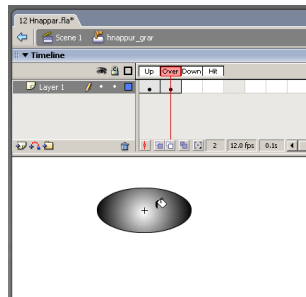 12 Hnappar.fla*
Scene 1 hnappur_grar
Timeline
Up Over Down Hit
Layer 1
2 12.0 fps 0.1s